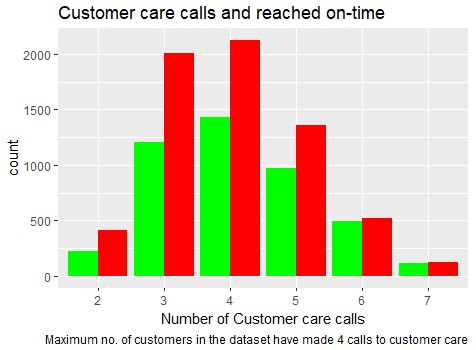 Customer care calls and reached on-time
2000
1500
1000
500
0
count
2 3 4 5 6 7
Number of Customer care calls
Maximum no. of customers in the dataset have made 4 calls to customer care